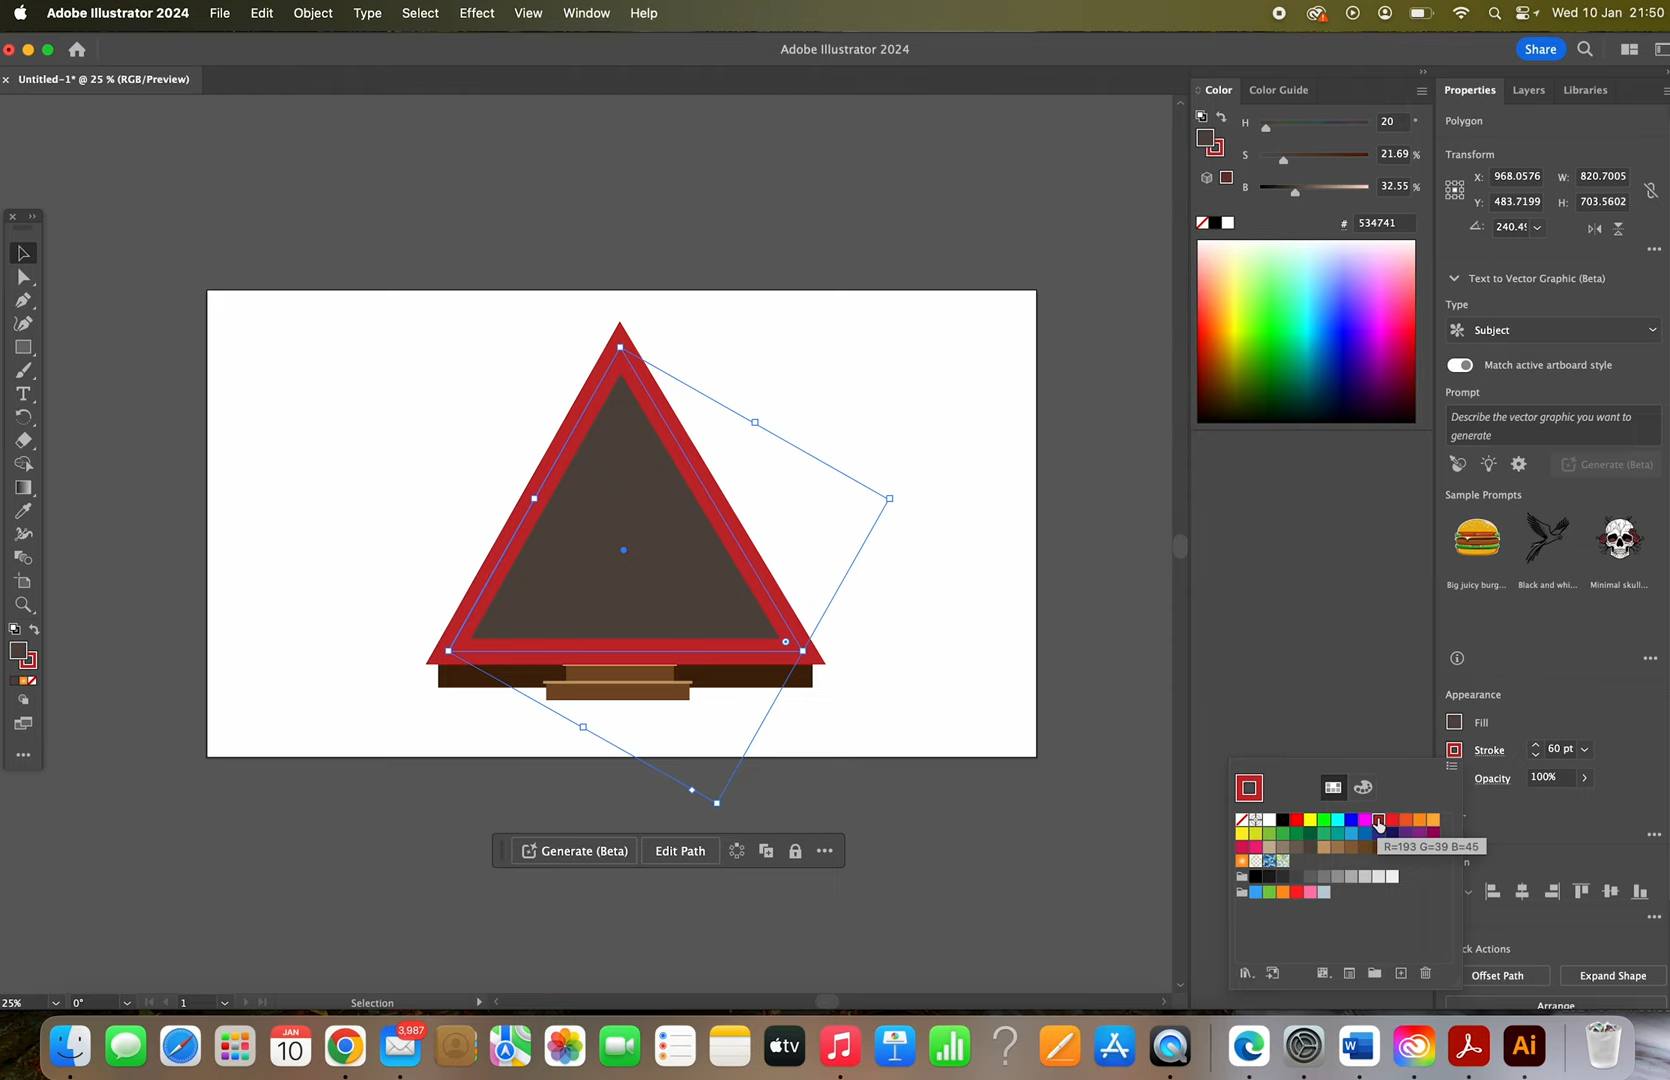 Adobe Illustrator 2024 File Edit Object Type Select Effect View Window Help Wed 10 Jan 21:50
Adobe Illustrator 2024 Share
Untitled-1* @ 25 % (RGB/Preview)
Color Color Guide Properties Layers Libraries
H 20 °
S 21.69 %
B 32.55 %
# 534741
Polygon
Transform
X: 968.0576 W: 820.7005
Y: 483.7199 H: 703.5602
Text to Vector Graphic (Beta)
Type
Subject
Match active artboard style
Prompt
Describe the vector graphic you want to
generate
Generate (Beta)
Sample Prompts
Big juicy burg... Black and whi... Minimal skull...
Appearance
Fill
Stroke 60 pt
Opacity 100%
R=193 G=39 B=45
Generate (Beta) Edit Path
ck Actions
Offset Path Expand Shape
Arrange
25% 0° 1 Selection
JAN
10
3,987
tv
W
Ai